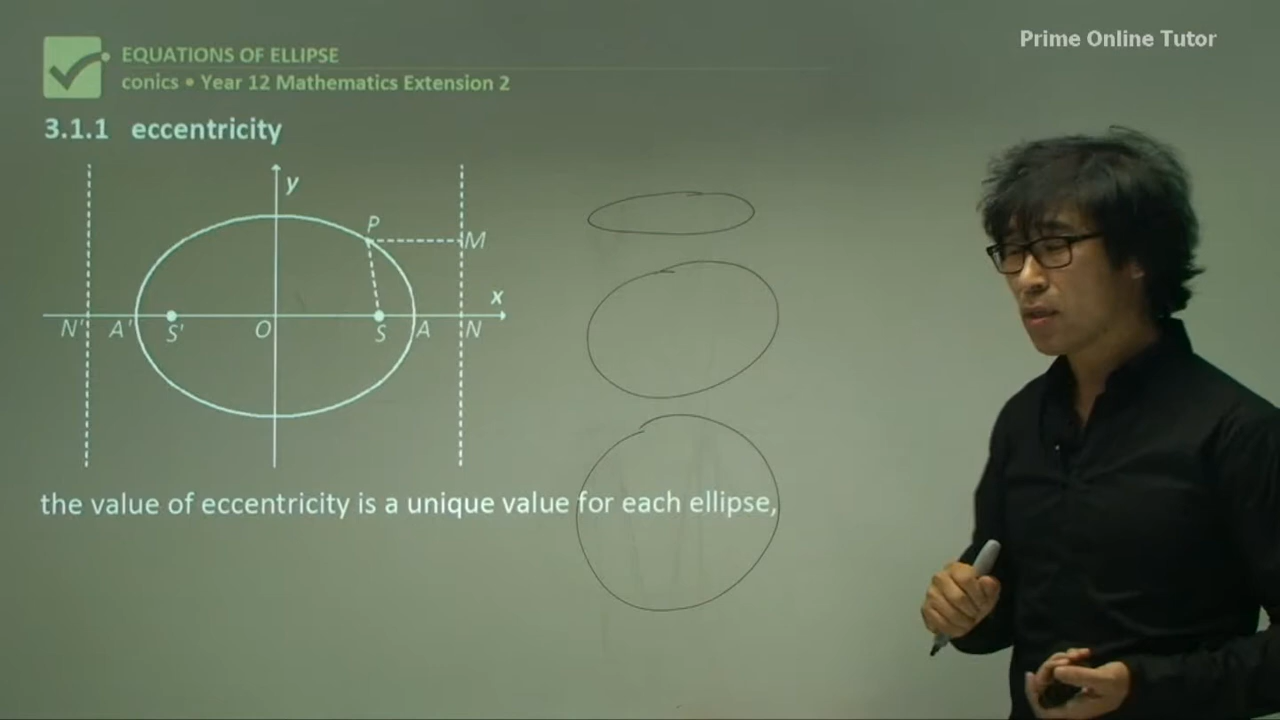 Prime Online Tutor
EQUATIONS OF ELLIPSE
conics • Year 12 Mathematics Extension 2
3.1.1 eccentricity
y
P
M
x
N' A' S' O S A N
the value of eccentricity is a unique value for each ellipse,